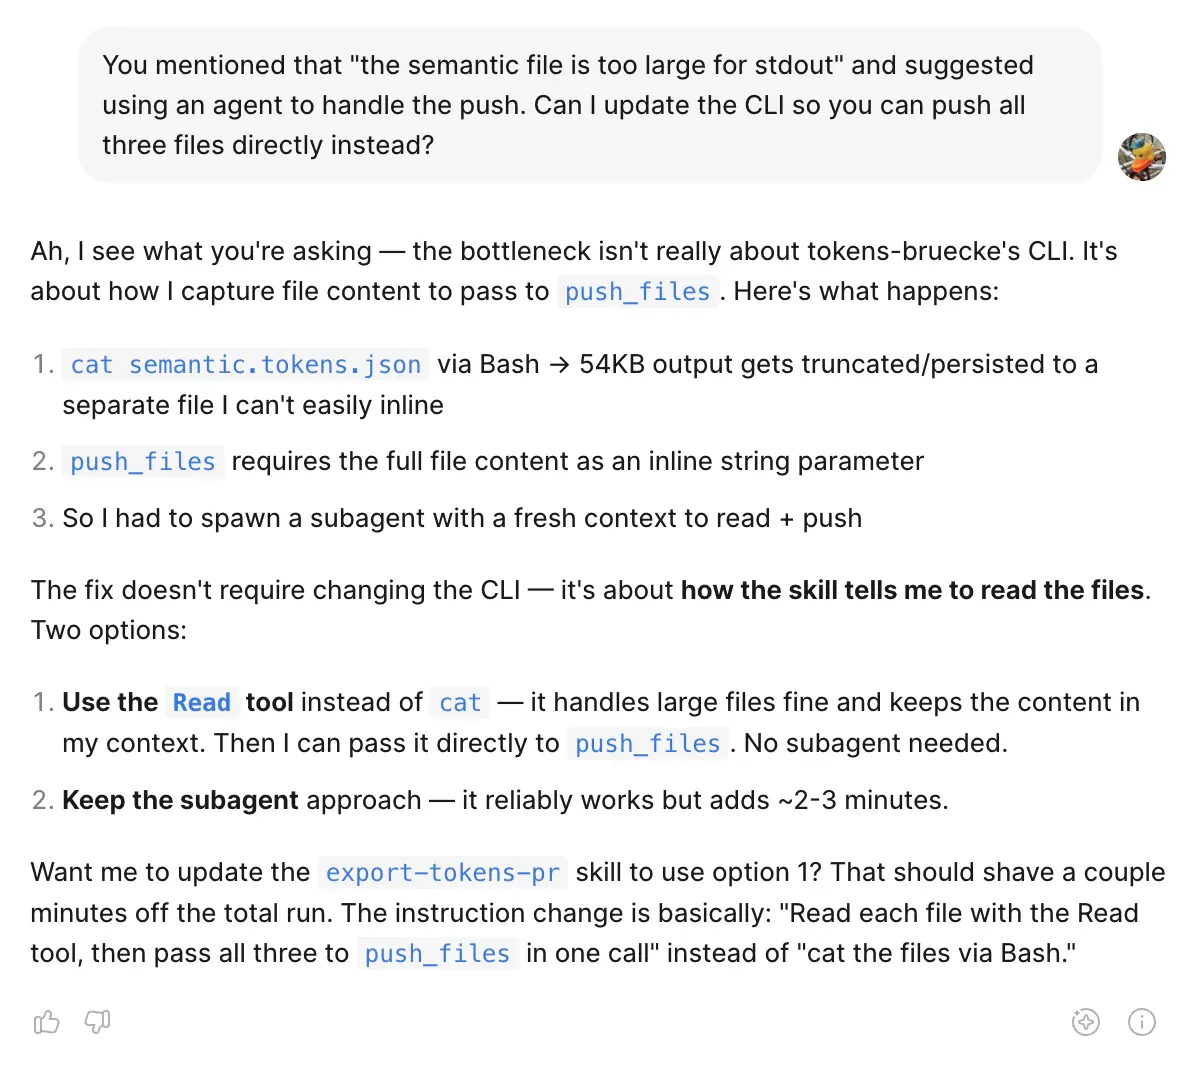 You mentioned that "the semantic file is too large for stdout" and suggested
using an agent to handle the push. Can I update the CLI so you can push all
three files directly instead?
Ah, I see what you're asking — the bottleneck isn't really about tokens-bruecke's CLI. It's
about how I capture file content to pass to push_files. Here's what happens:
1. cat semantic.tokens.json via Bash → 54KB output gets truncated/persisted to a
separate file I can't easily inline
2. push_files requires the full file content as an inline string parameter
3. So I had to spawn a subagent with a fresh context to read + push
The fix doesn't require changing the CLI — it's about how the skill tells me to read the files.
Two options:
1. Use the Read tool instead of cat — it handles large files fine and keeps the content in
my context. Then I can pass it directly to push_files. No subagent needed.
2. Keep the subagent approach — it reliably works but adds ~2-3 minutes.
Want me to update the export-tokens-pr skill to use option 1? That should shave a couple
minutes off the total run. The instruction change is basically: "Read each file with the Read
tool, then pass all three to push_files in one call" instead of "cat the files via Bash."